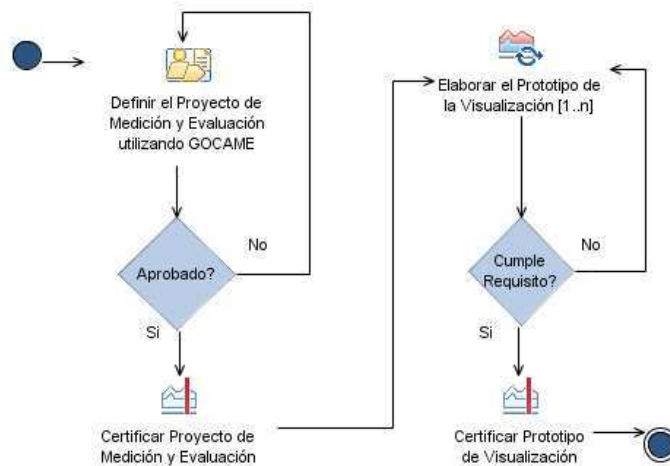 Definir el Proyecto de
Medición y Evaluación
utilizando GOCAME
Aprobado?
No
Si
Certificar Proyecto de
Medición y Evaluación
Elaborar el Prototipo de
la Visualización [1..n]
Cumple
Requisito?
No
Si
Certificar Prototipo
de Visualización